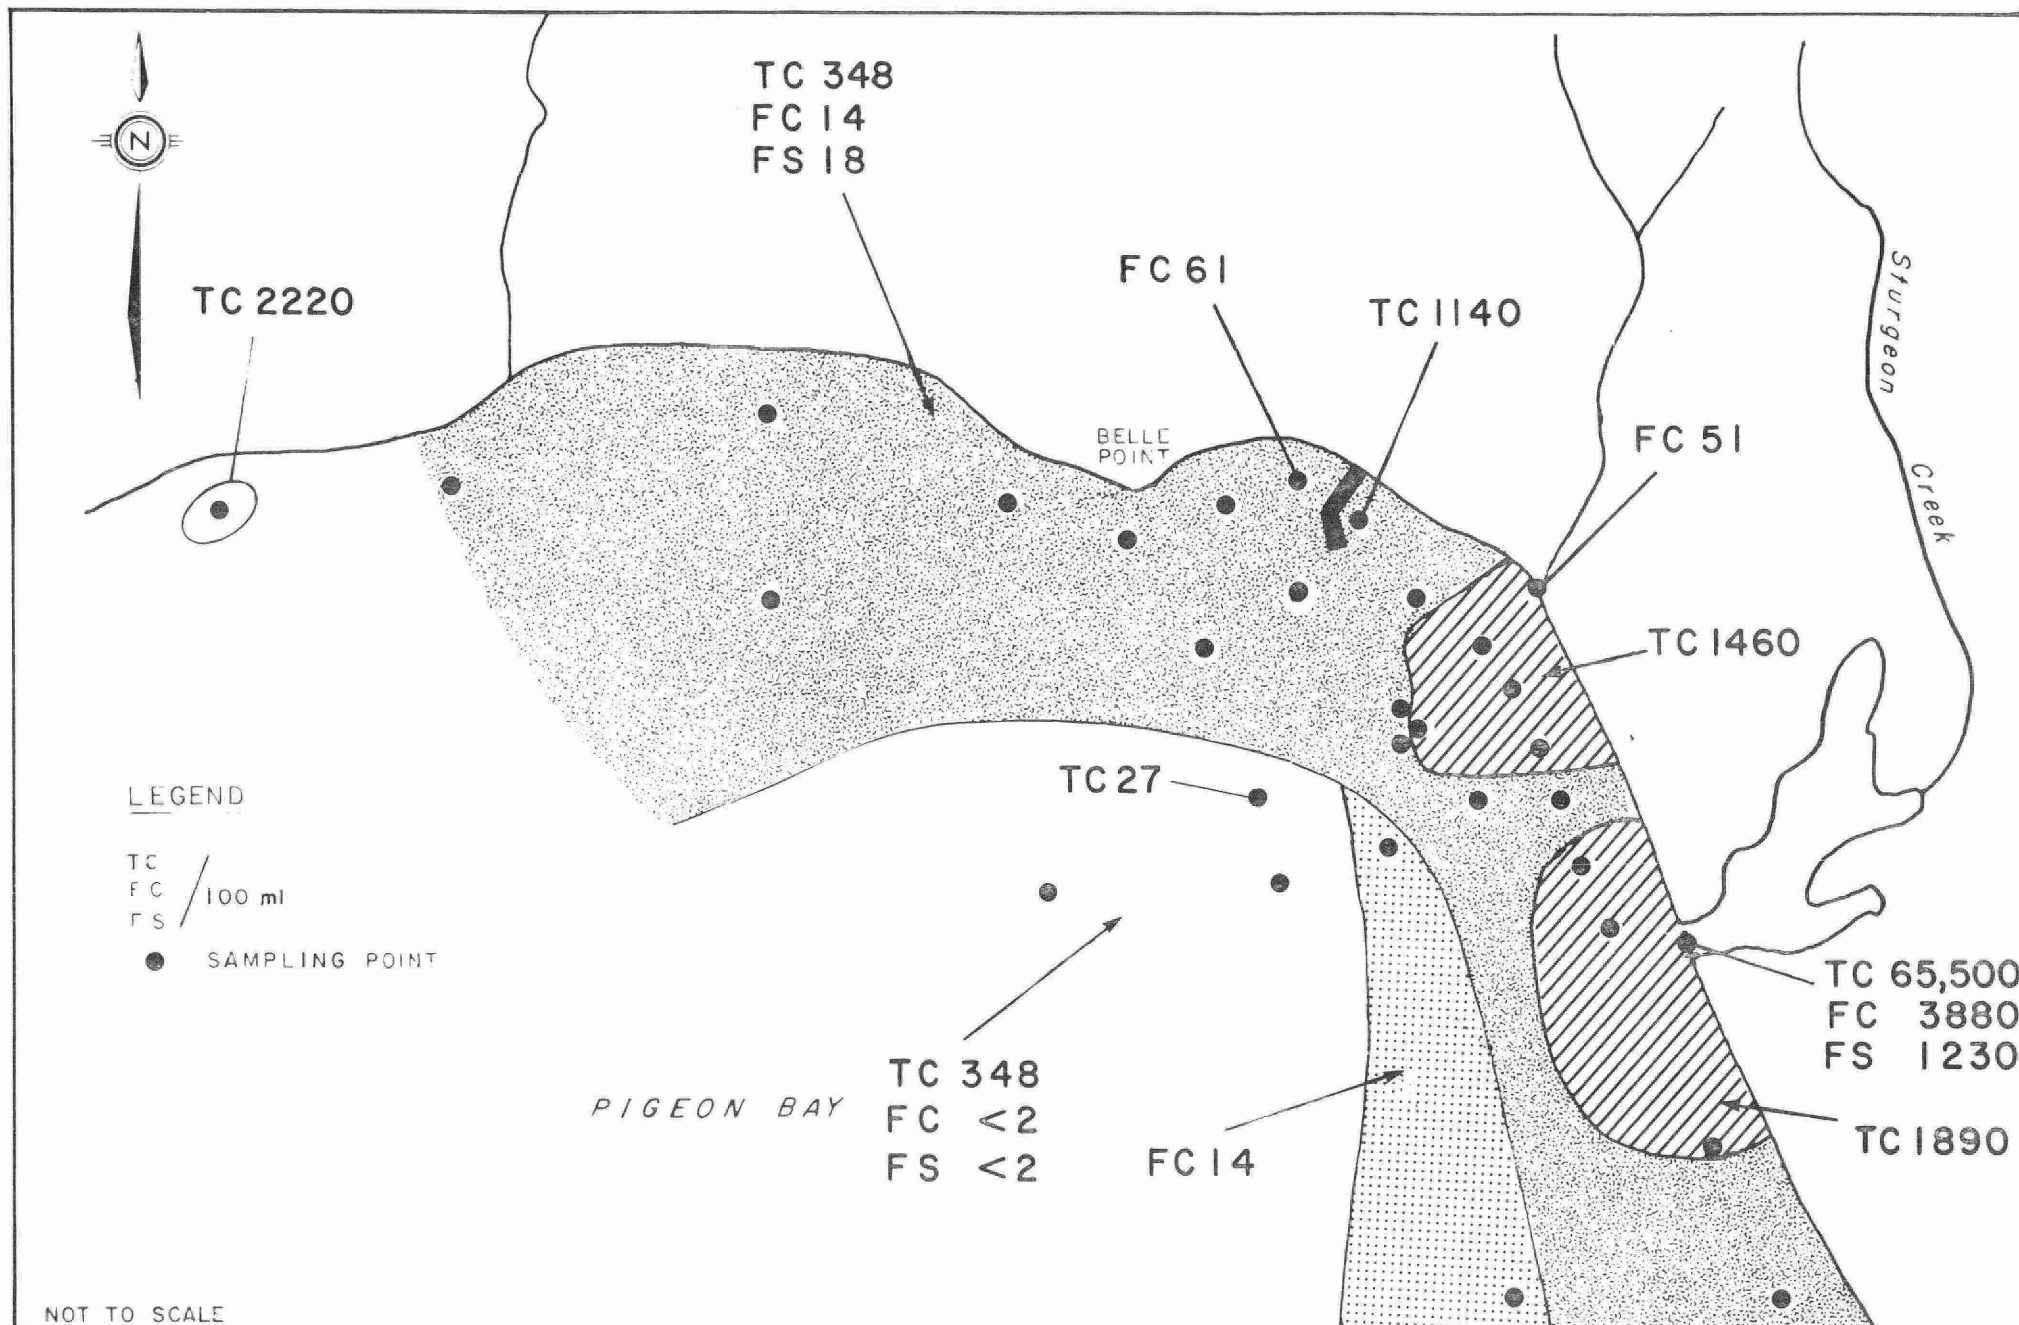 TC 348
FC 14
FS 18
N
TC 2220
FC 61
TC 1140
Sturgeon
Creek
BELLE
POINT
FC 51
TC 1460
TC 27
LEGEND
TC
FC
FS
/100 ml
SAMPLING POINT
TC 65,500
FC 3880
FS 1230
TC 348
FC <2
FS <2
PIGEON BAY
FC 14
TC 1890
NOT TO SCALE